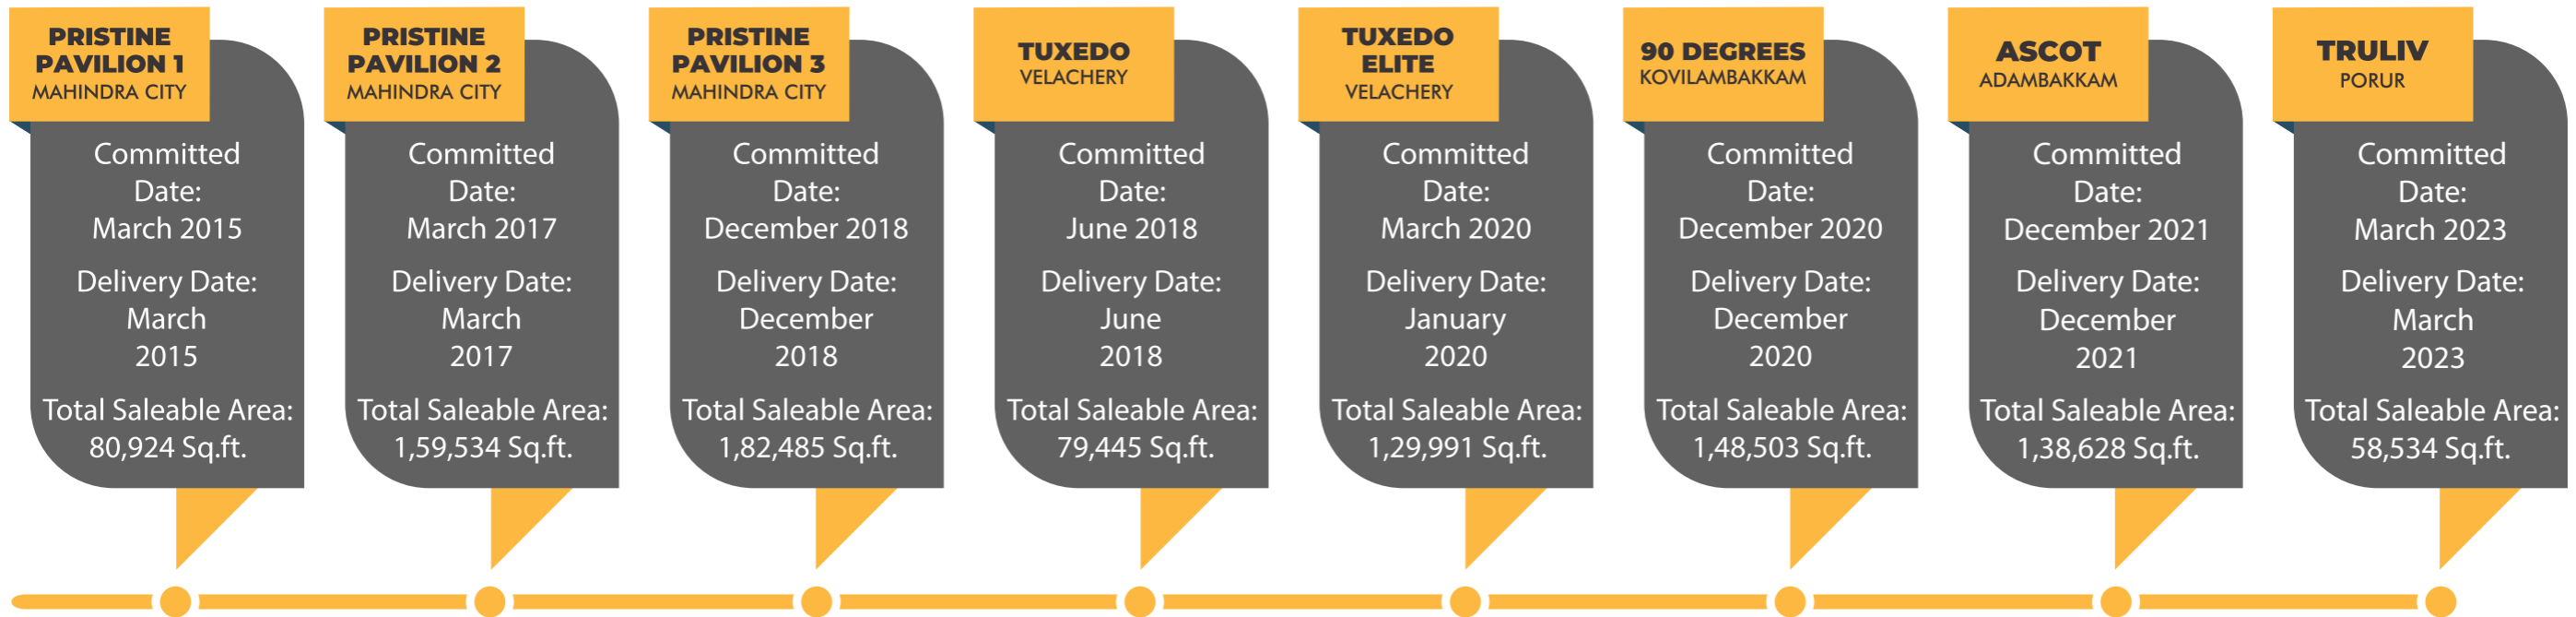 PRISTINE
PAVILION 1
MAHINDRA CITY
Committed
Date:
March 2015
Delivery Date:
March
2015
Total Saleable Area:
80,924 Sq.ft.
PRISTINE
PAVILION 2
MAHINDRA CITY
Committed
Date:
March 2017
Delivery Date:
March
2017
Total Saleable Area:
1,59,534 Sq.ft.
PRISTINE
PAVILION 3
MAHINDRA CITY
Committed
Date:
December 2018
Delivery Date:
December
2018
Total Saleable Area:
1,82,485 Sq.ft.
TUXEDO
VELACHERY
Committed
Date:
June 2018
Delivery Date:
June
2018
Total Saleable Area:
79,445 Sq.ft.
TUXEDO
ELITE
VELACHERY
Committed
Date:
March 2020
Delivery Date:
January
2020
Total Saleable Area:
1,29,991 Sq.ft.
90 DEGREES
KOVILAMBAKKAM
Committed
Date:
December 2020
Delivery Date:
December
2020
Total Saleable Area:
1,48,503 Sq.ft.
ASCOT
ADAMBAKKAM
Committed
Date:
December 2021
Delivery Date:
December
2021
Total Saleable Area:
1,38,628 Sq.ft.
TRULIV
PORUR
Committed
Date:
March 2023
Delivery Date:
March
2023
Total Saleable Area:
58,534 Sq.ft.